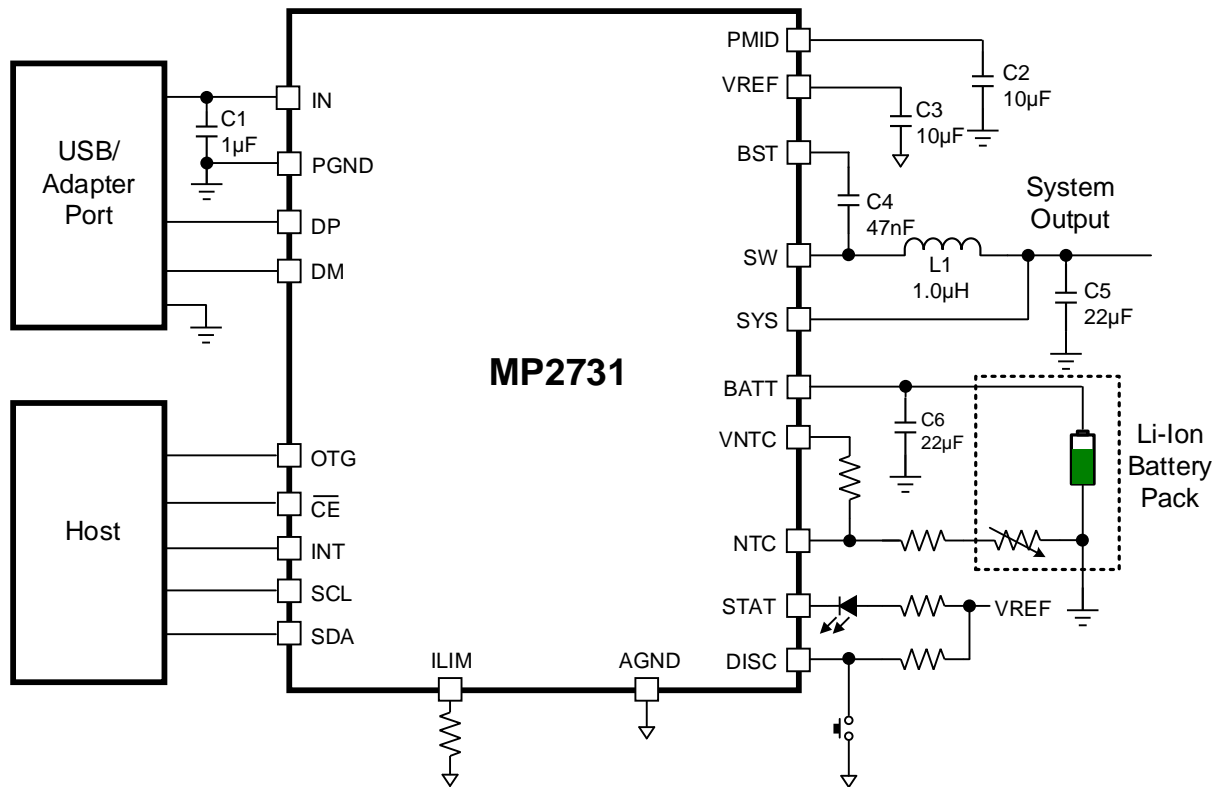 USB/
Adapter
Port
C1
1µF
IN
PGND
DP
DM
Host
OTG
CE
INT
SCL
SDA
MP2731
ILIM
AGND
PMID
VREF
BST
SW
SYS
BATT
VNTC
NTC
STAT
DISC
C2
10µF
C3
10µF
C4
47nF
L1
1.0µH
System
Output
C5
22µF
C6
22µF
Li-Ion
Battery
Pack
VREF